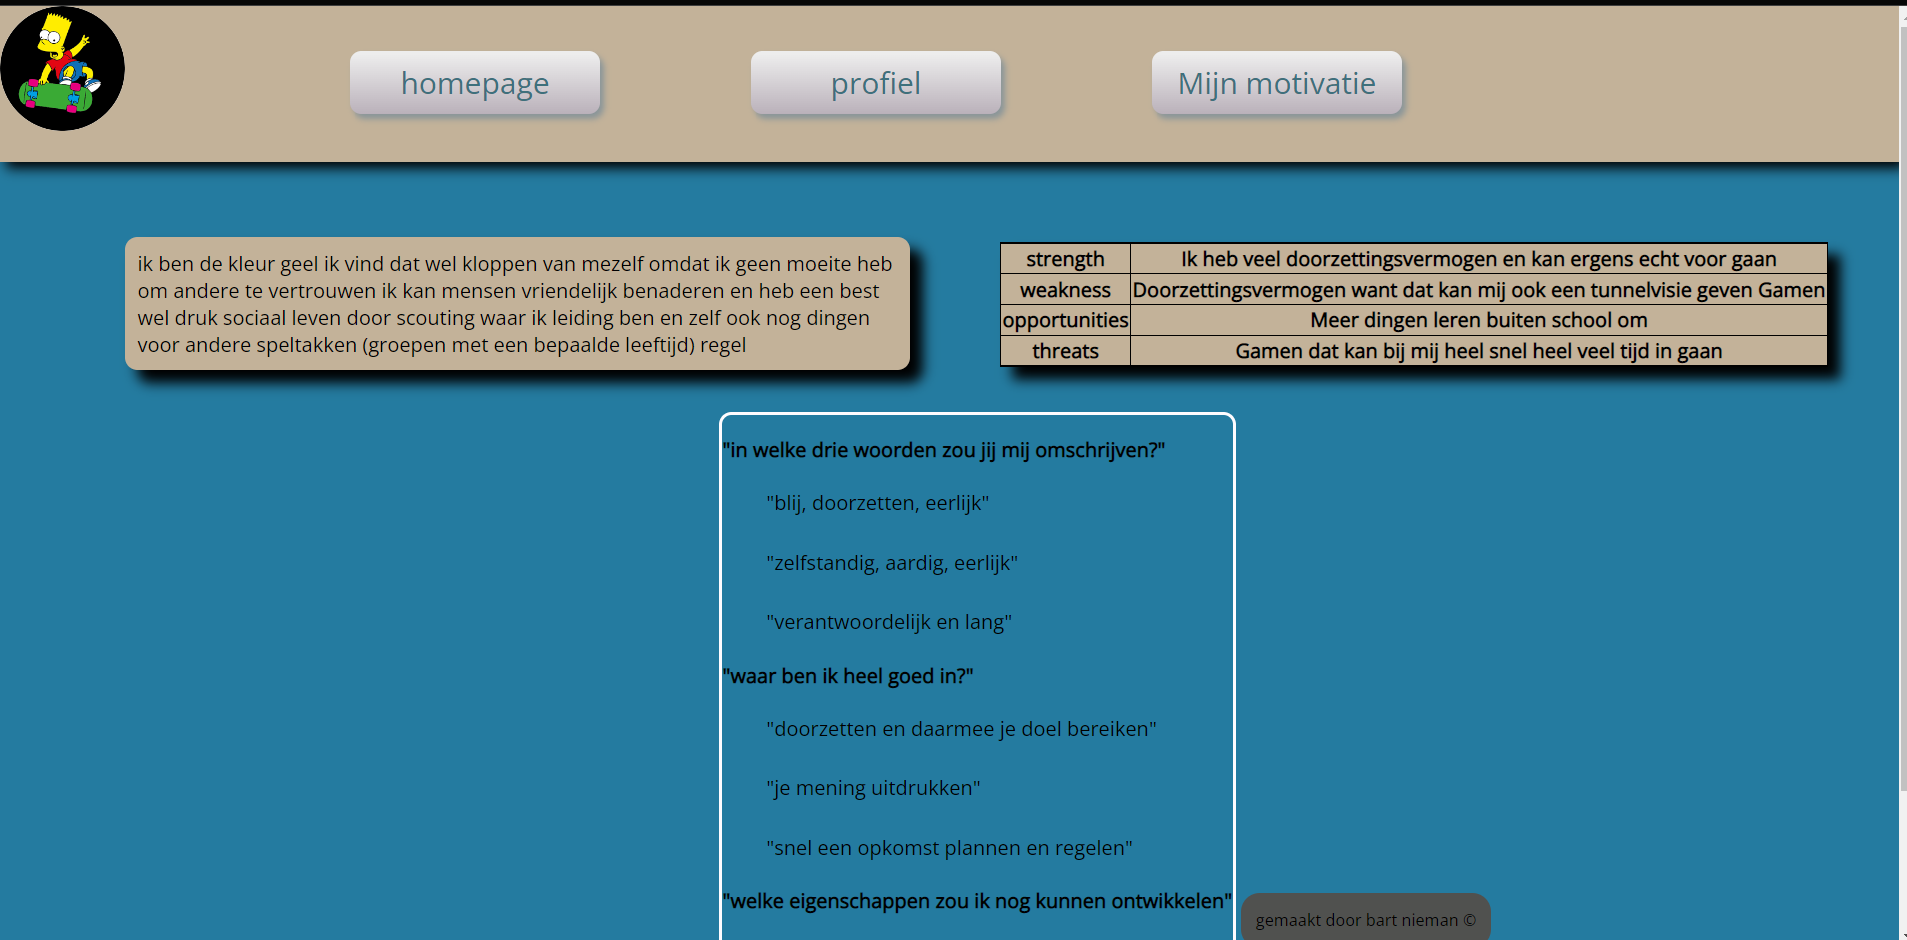 homepage
profiel
Mijn motivatie
ik ben de kleur geel ik vind dat wel kloppen van mezelf omdat ik geen moeite heb
om andere te vertrouwen ik kan mensen vriendelijk benaderen en heb een best
wel druk sociaal leven door scouting waar ik leiding ben en zelf ook nog dingen
voor andere speltakken (groepen met een bepaalde leeftijd) regel
strength Ik heb veel doorzettingsvermogen en kan ergens echt voor gaan
weakness Doorzettingsvermogen want dat kan mij ook een tunnelvisie geven Gamen
opportunities Meer dingen leren buiten school om
threats Gamen dat kan bij mij heel snel heel veel tijd in gaan
"in welke drie woorden zou jij mij omschrijven?"
"blij, doorzetten, eerlijk"
"zelfstandig, aardig, eerlijk"
"verantwoordelijk en lang"
"waar ben ik heel goed in?"
"doorzetten en daarmee je doel bereiken"
"je mening uitdrukken"
"snel een opkomst plannen en regelen"
"welke eigenschappen zou ik nog kunnen ontwikkelen"
gemaakt door bart nieman ©